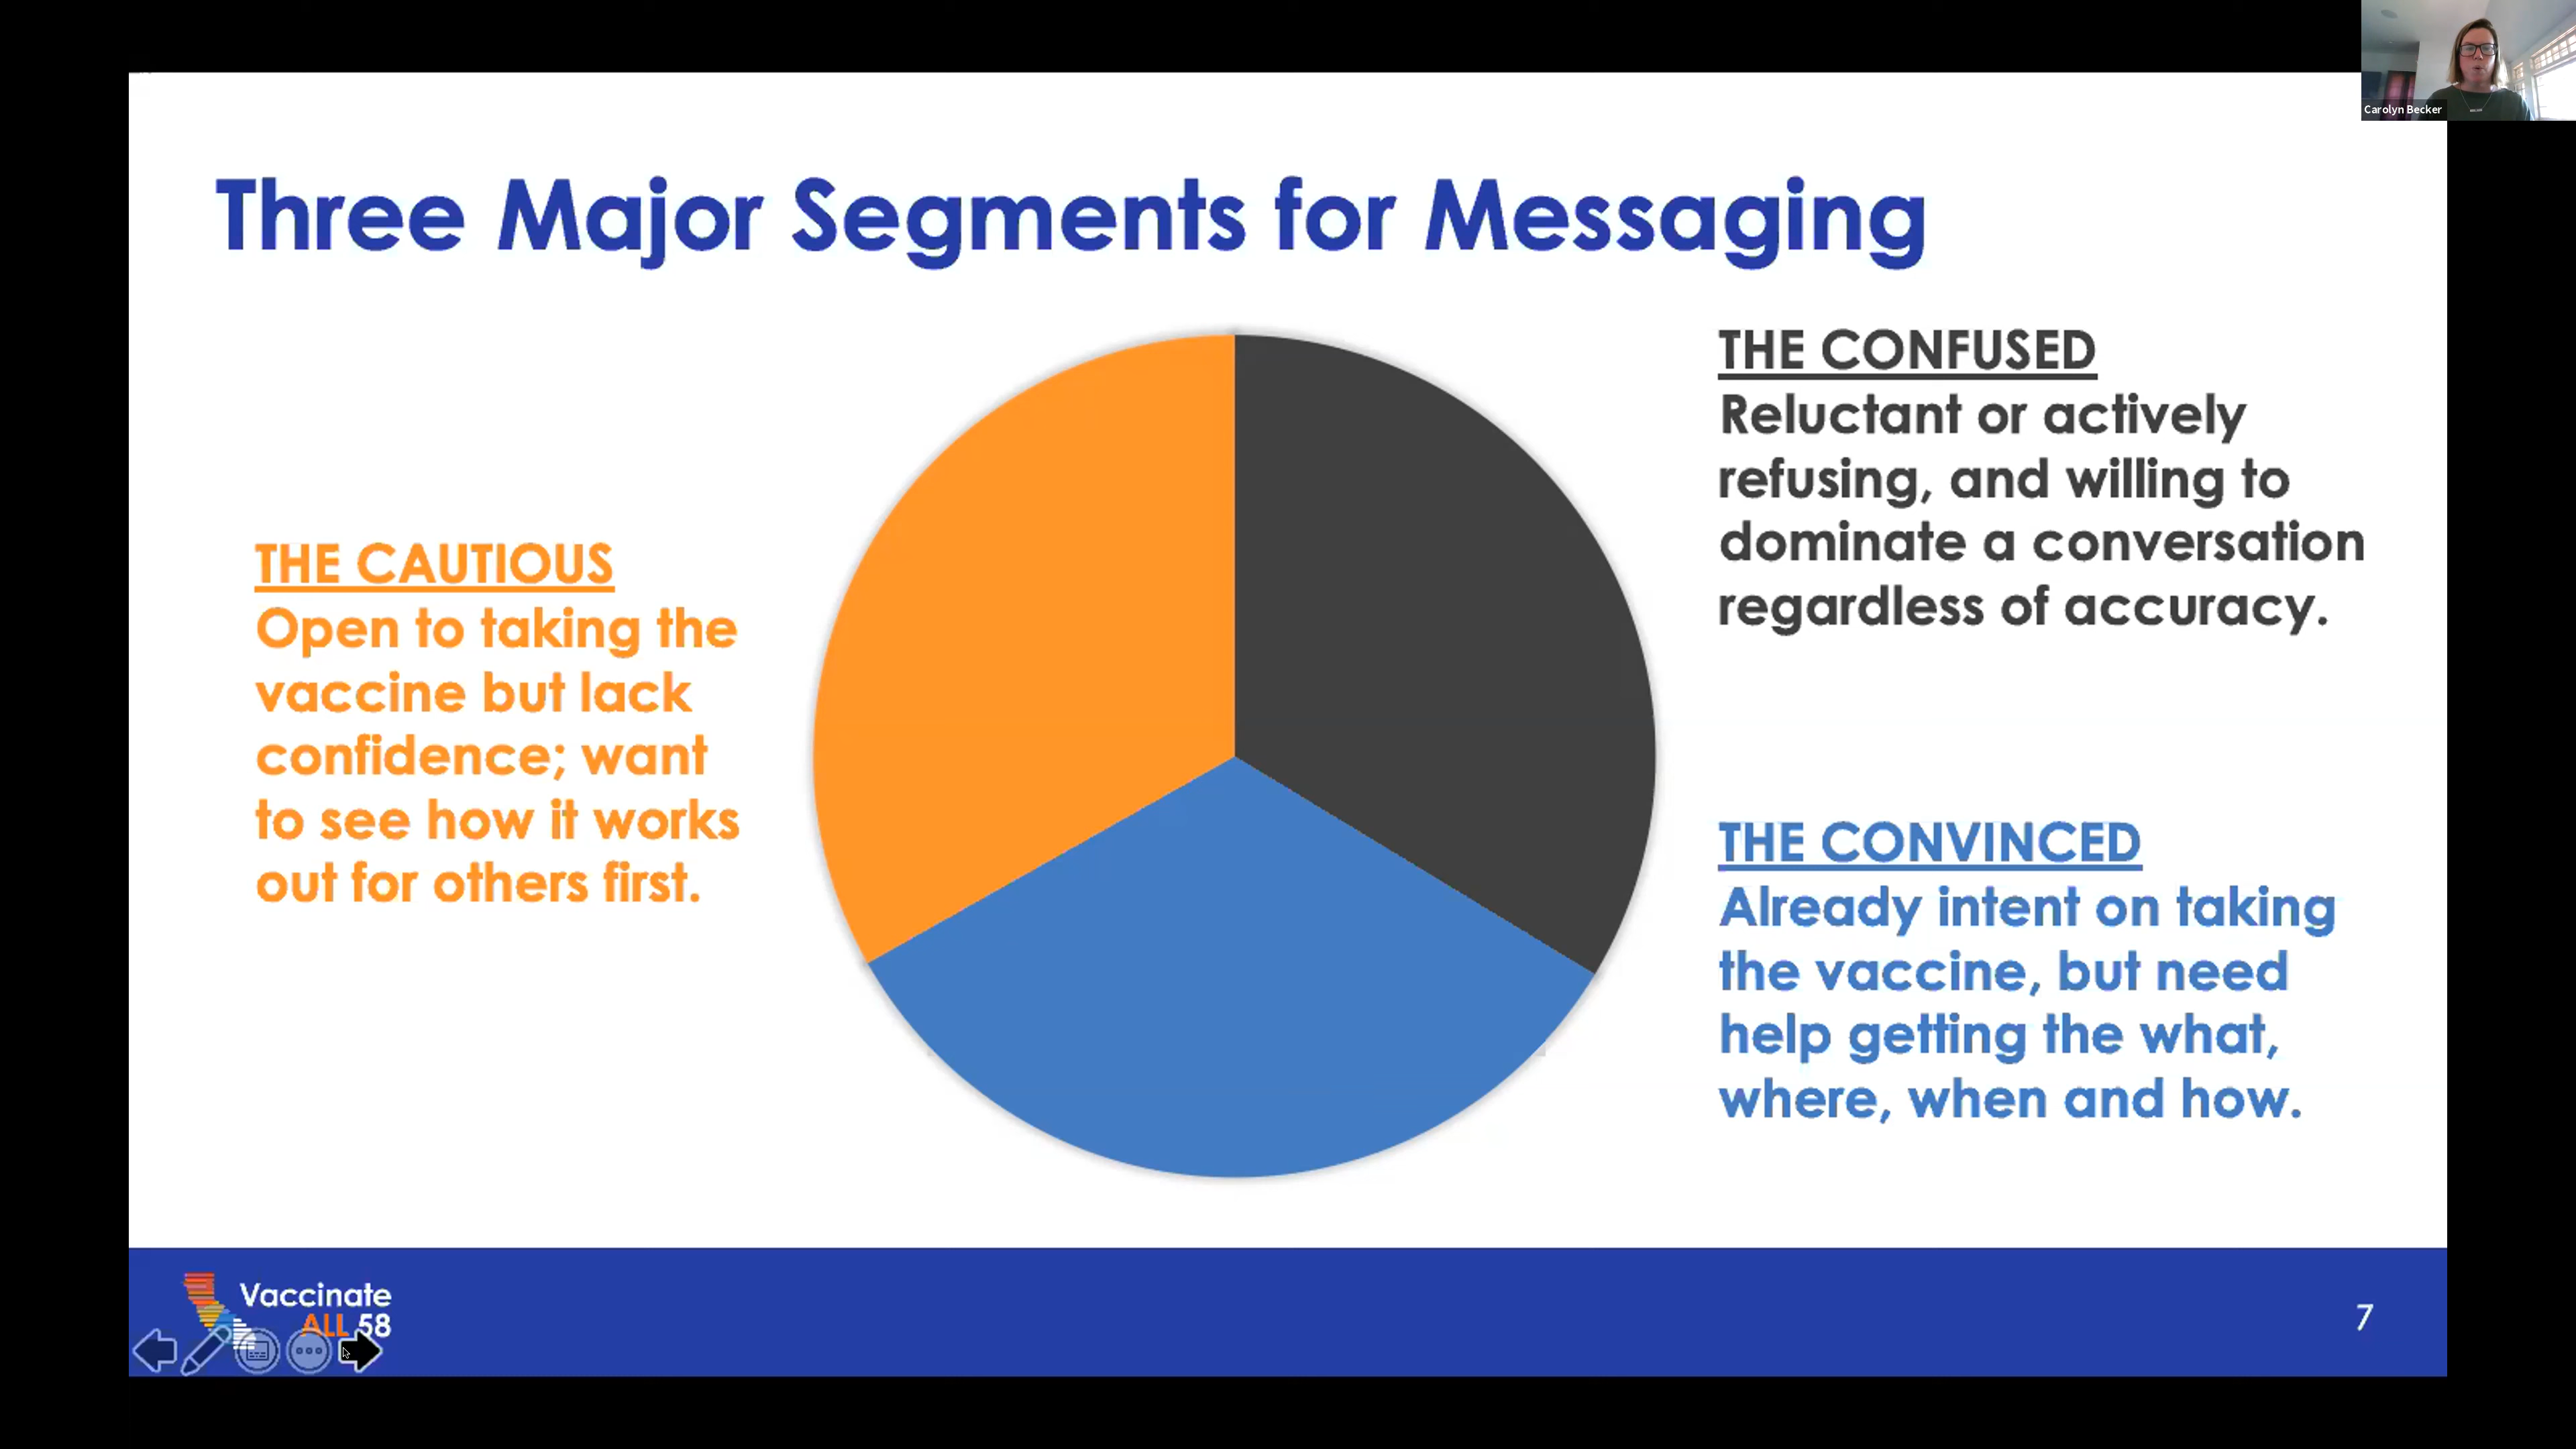 Carolyn Becker
Three Major Segments for Messaging
THE CONFUSED
Reluctant or actively
refusing, and willing to
dominate a conversation
regardless of accuracy.
THE CAUTIOUS
Open to taking the
vaccine but lack
confidence; want
to see how it works
out for others first.
THE CONVINCED
Already intent on taking
the vaccine, but need
help getting the what,
where, when and how.
Vaccinate
ALL 58
7